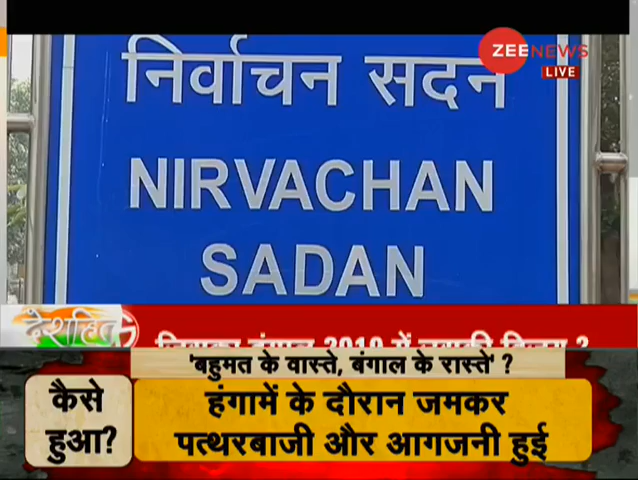 निर्वाचन सदन
ZEE NEWS
LIVE
NIRVACHAN
SADAN
देशहित
'बहुमत के वास्ते, बंगाल के रास्ते' ?
कैसे
हुआ?
हंगामें के दौरान जमकर
पत्थरबाजी और आगजनी हुई